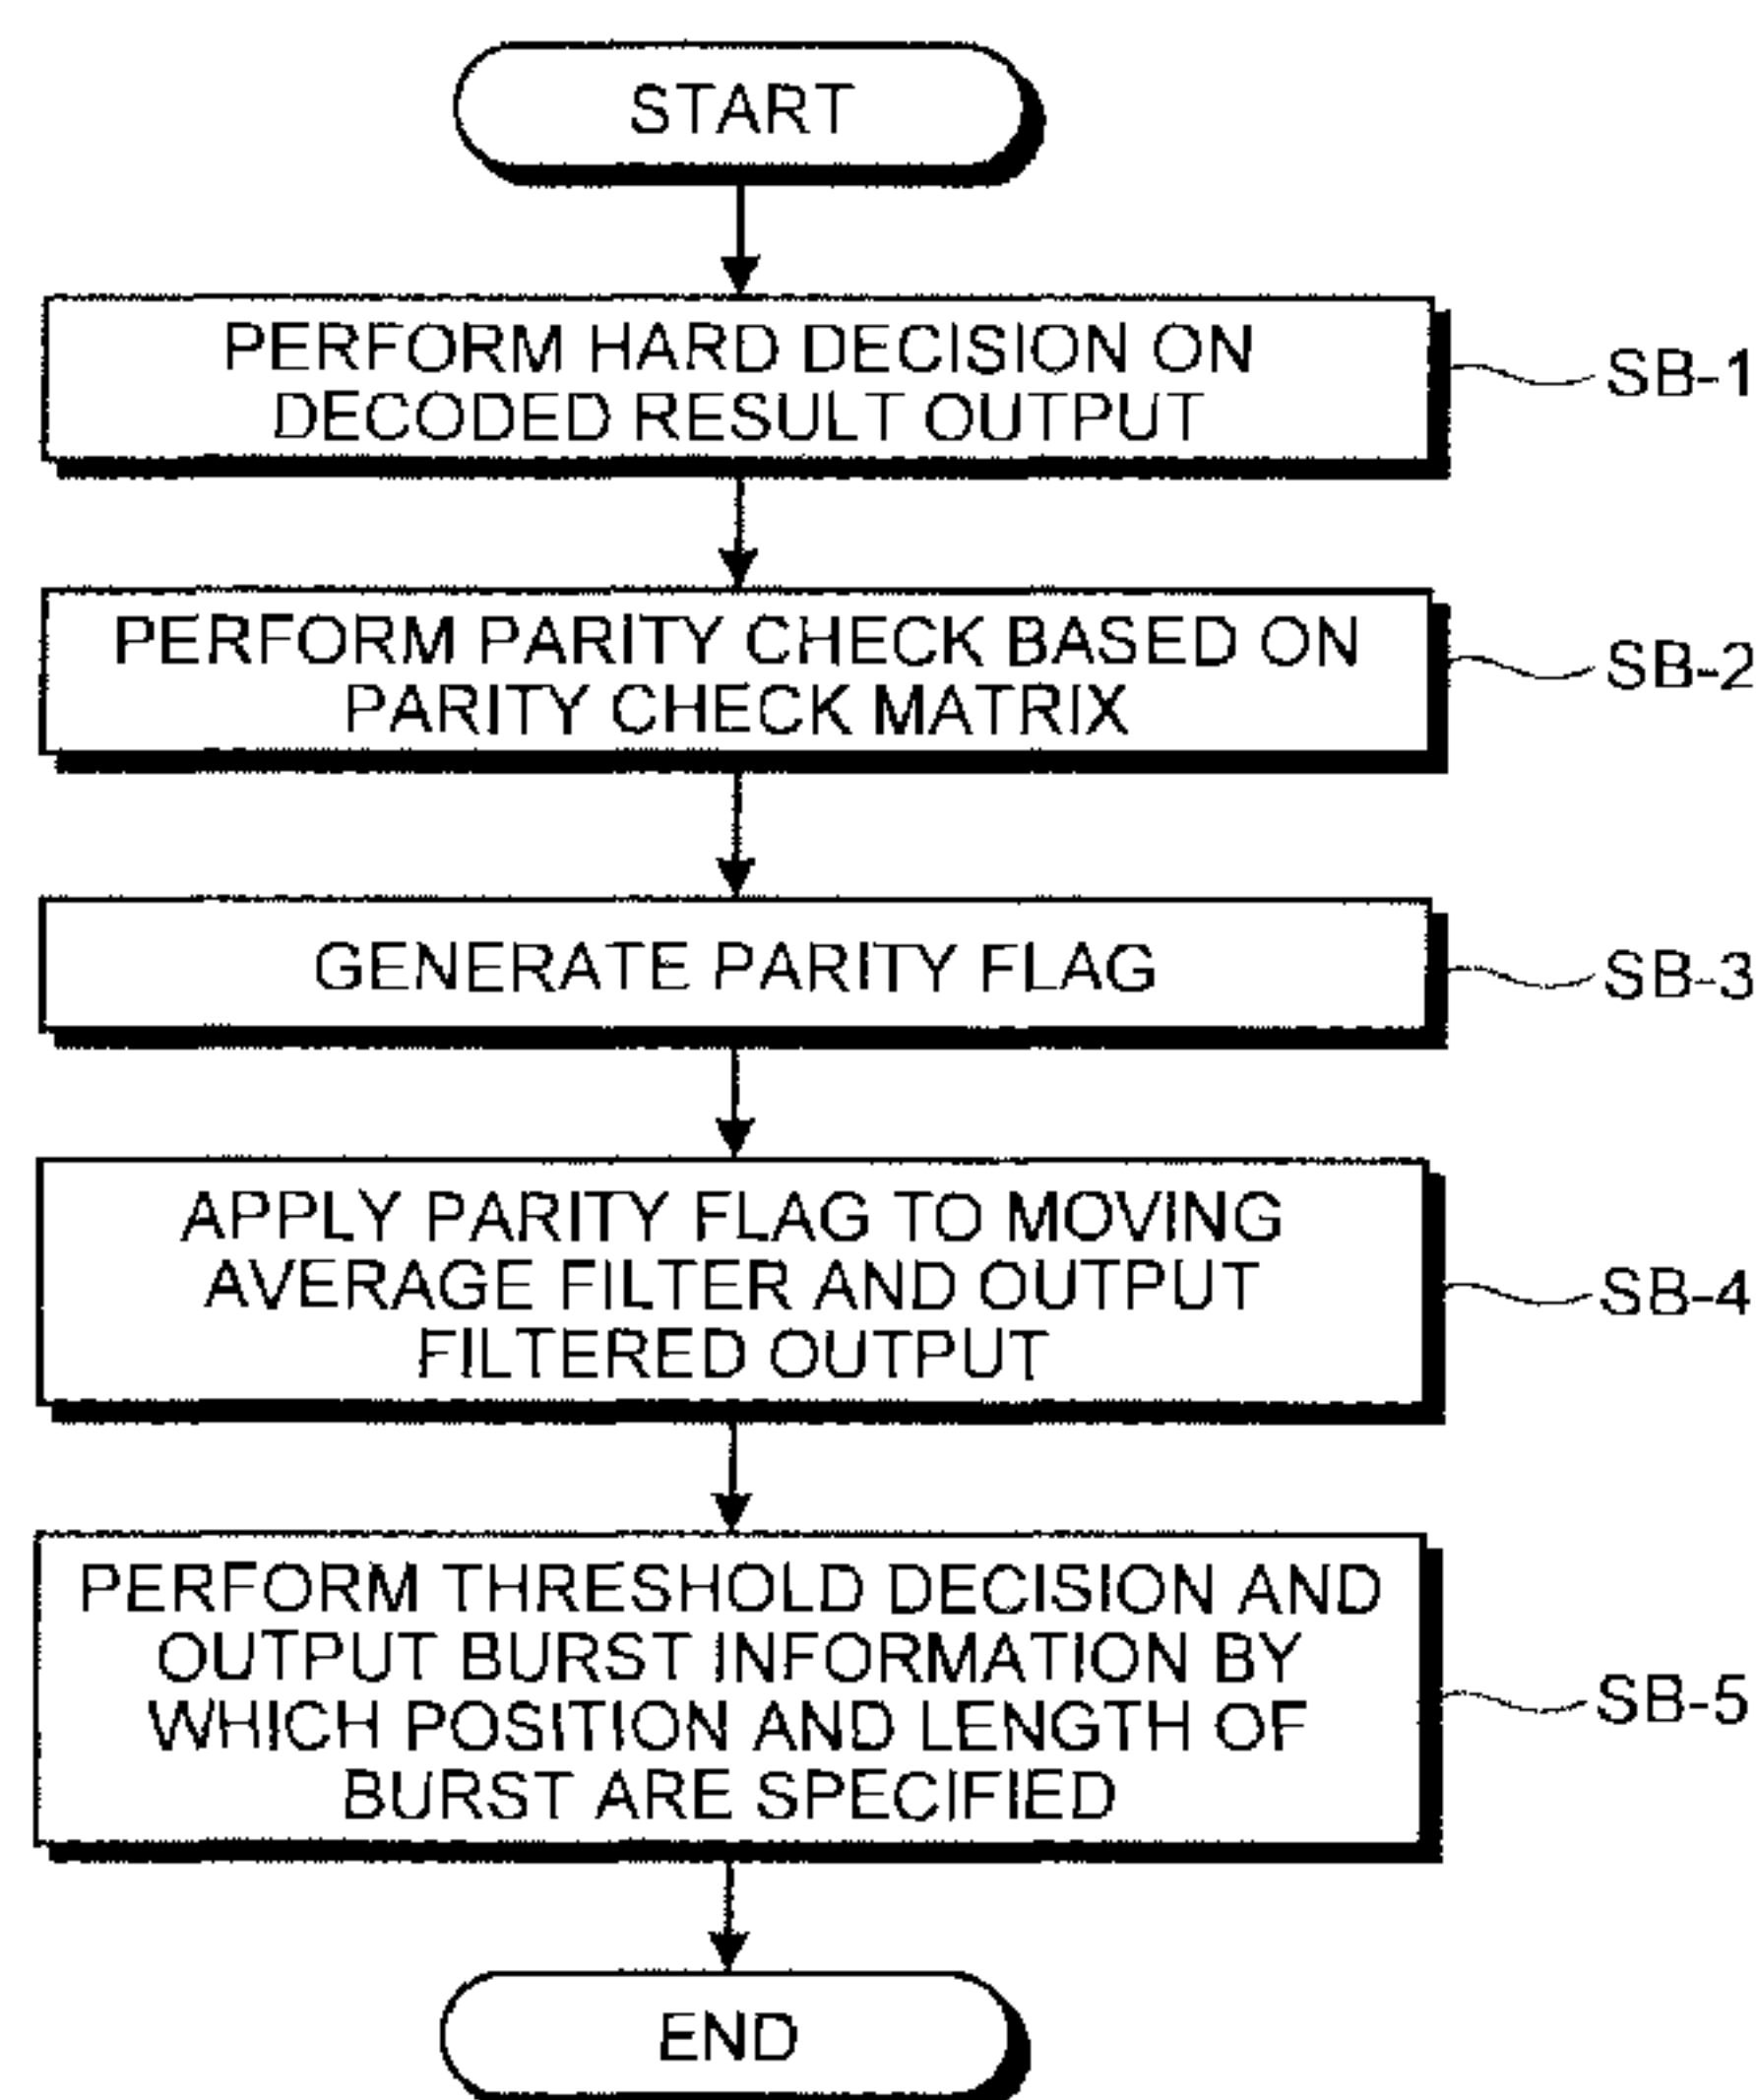 START
PERFORM HARD DECISION ON
DECODED RESULT OUTPUT
SB-1
PERFORM PARITY CHECK BASED ON
PARITY CHECK MATRIX
SB-2
GENERATE PARITY FLAG
SB-3
APPLY PARITY FLAG TO MOVING
AVERAGE FILTER AND OUTPUT
FILTERED OUTPUT
SB-4
PERFORM THRESHOLD DECISION AND
OUTPUT BURST INFORMATION BY
WHICH POSITION AND LENGTH OF
BURST ARE SPECIFIED
SB-5
END